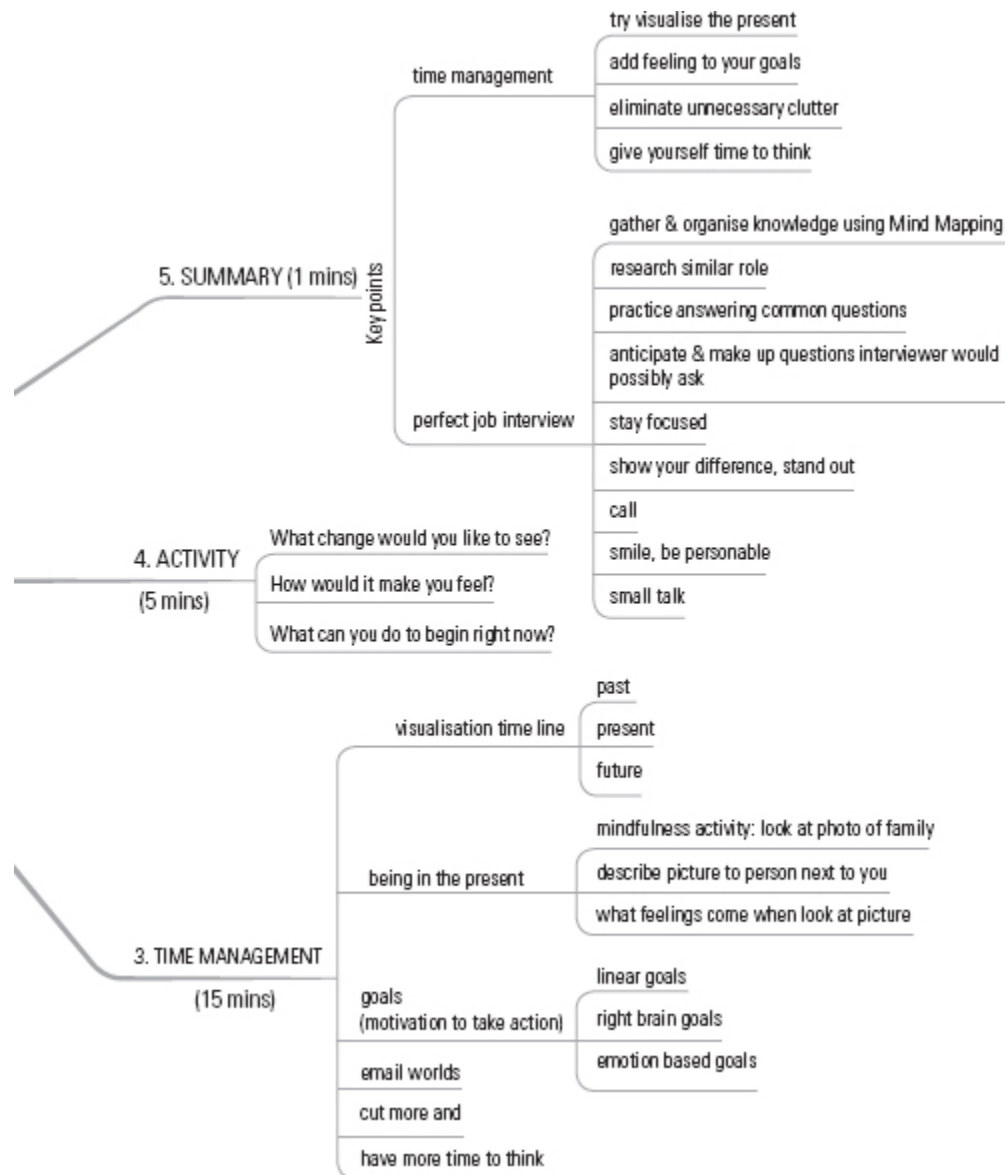 try visualise the present
time management
add feeling to your goals
eliminate unnecessary clutter
give yourself time to think
5. SUMMARY (1 mins)
Key points
gather & organise knowledge using Mind Mapping
research similar role
practice answering common questions
anticipate & make up questions interviewer would
possibly ask
perfect job interview
stay focused
show your difference, stand out
call
smile, be personable
small talk
4. ACTIVITY
(5 mins)
What change would you like to see?
How would it make you feel?
What can you do to begin right now?
visualisation time line
past
present
future
being in the present
mindfulness activity: look at photo of family
describe picture to person next to you
what feelings come when look at picture
3. TIME MANAGEMENT
(15 mins)
goals
(motivation to take action)
linear goals
right brain goals
emotion based goals
email worlds
cut more and
have more time to think